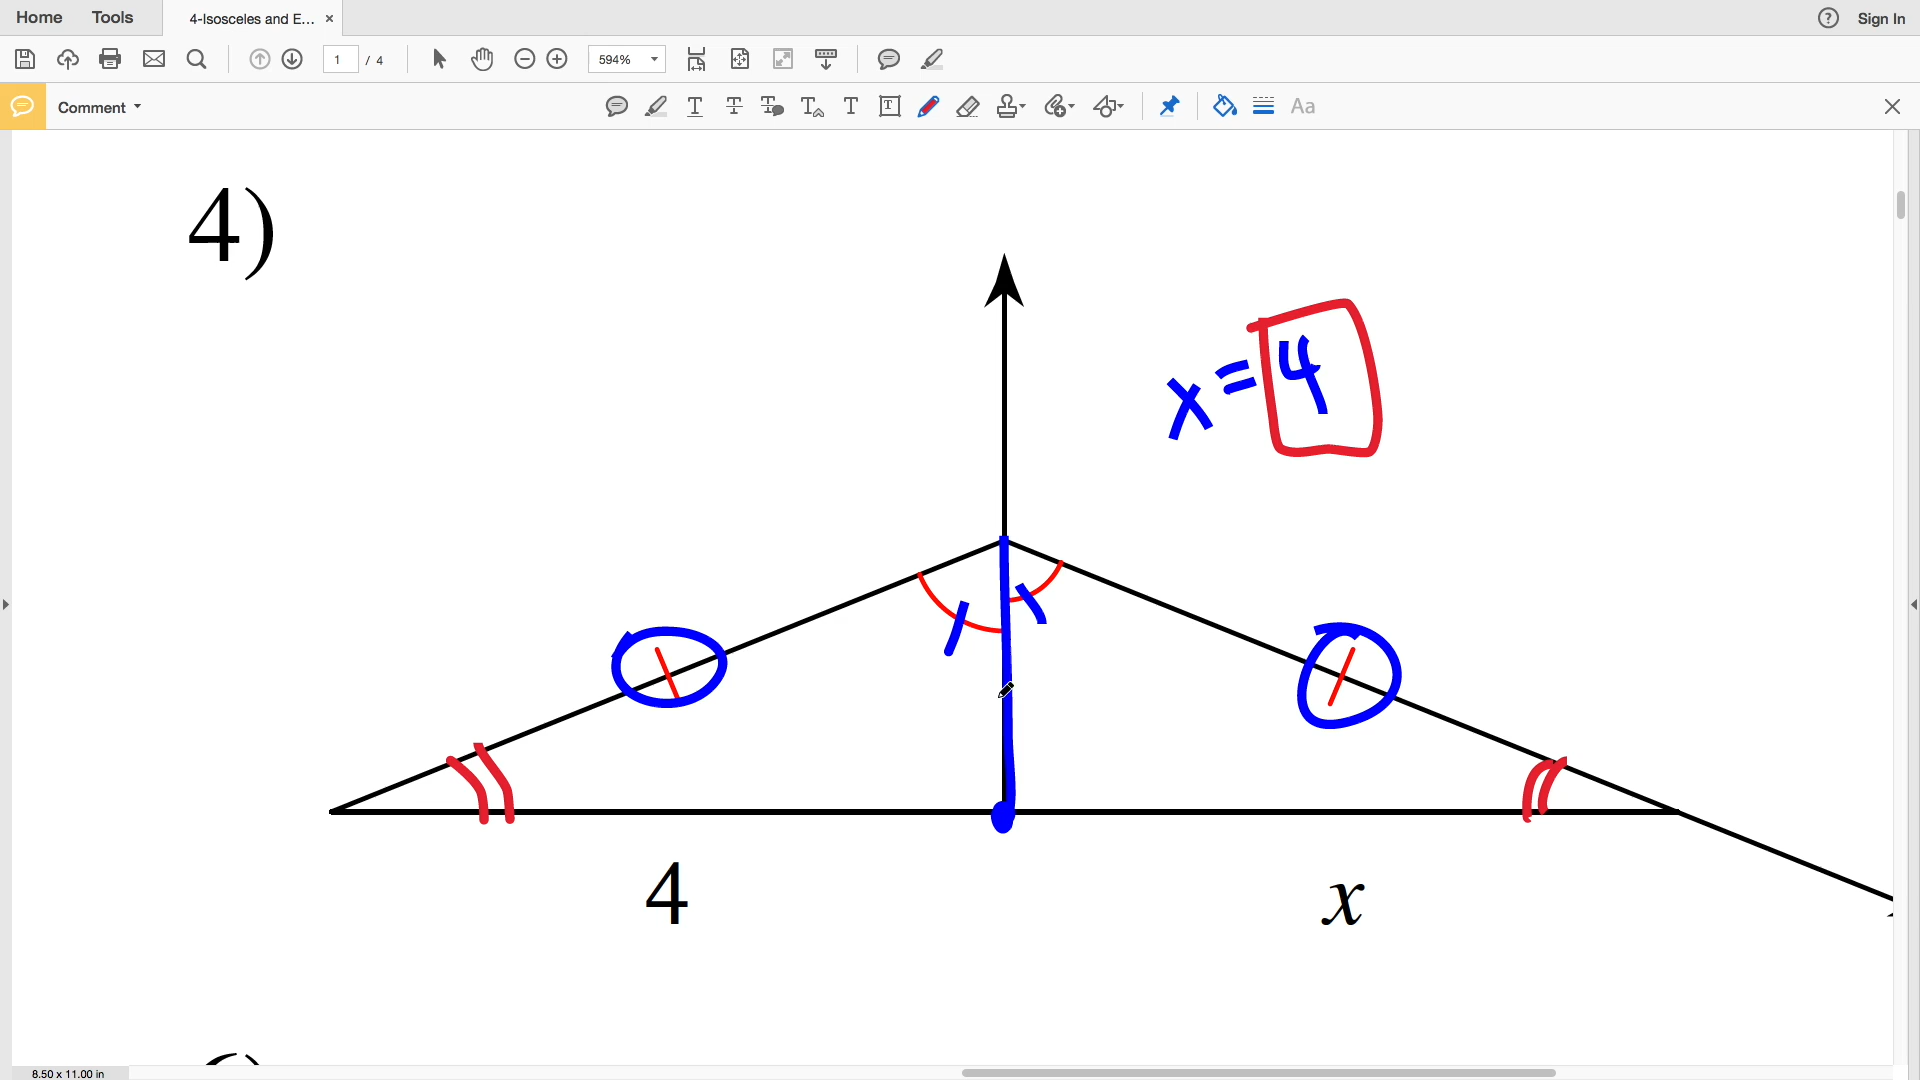 Home Tools 4-Isosceles and E... × ? Sign In
1 / 4 594%
Comment T T T T T T Aa
4)
x = 4
4 x
8.50 x 11.00 in